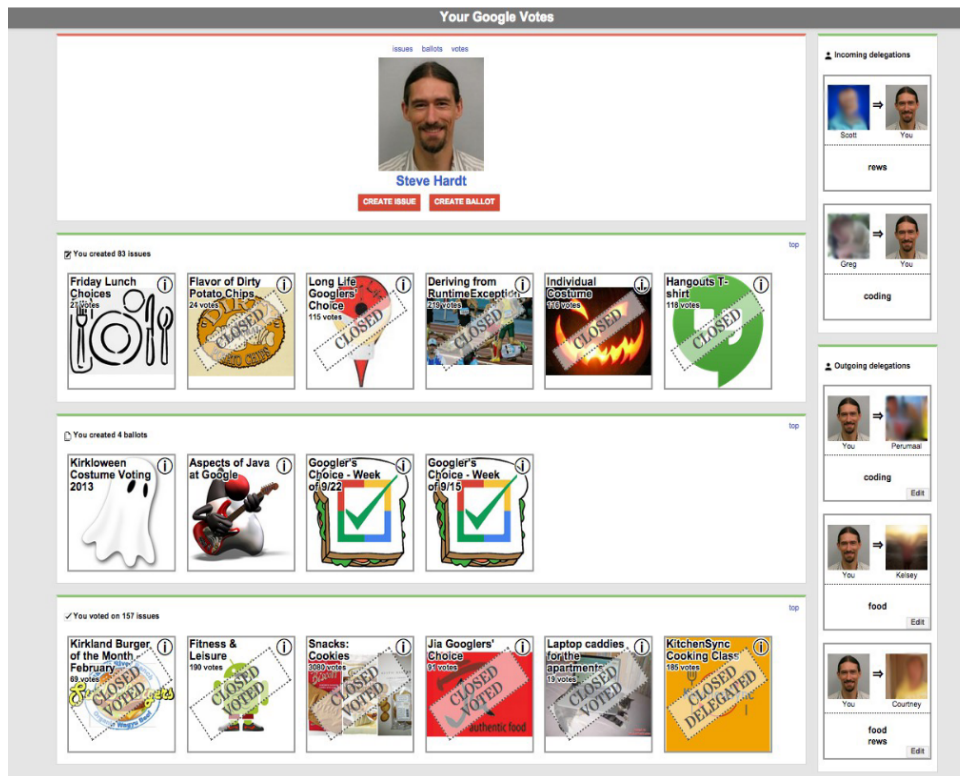 Your Google Votes
issues ballots votes
Steve Hardt
CREATE ISSUE CREATE BALLOT
You created 83 issues
top
Friday Lunch
Choices
votes
Flavor of Dirty
Potato Chips
24 votes
CLOSED
Long Life
Googlers'
Choice
115 votes
CLOSED
Deriving from
RuntimeException
votes
CLOSED
Individual
Costume
votes
CLOSED
Hangouts T-
shirt
118 votes
CLOSED
You created 4 ballots
top
Kirkloween
Costume Voting
2013
Aspects of Java
at Google
Googler's
Choice - Week
of 9/22
Googler's
Choice - Week
of 9/15
You voted on 157 issues
top
Kirkland Burger
of the Month -
February
69 votes
CLOSED
VOTED
Fitness &
Leisure
190 votes
CLOSED
VOTED
Snacks:
Cookies
3080 votes
CLOSED
VOTED
Jia Googlers'
Choice
91 votes
CLOSED
VOTED
authentic food
Laptop caddies
for the
apartments
19 votes
CLOSED
VOTED
KitchenSync
Cooking Class
185 votes
CLOSED
DELEGATED
Incoming delegations
Scott You
rews
Greg You
coding
Outgoing delegations
You Perumaal
coding
Edit
You Kelsey
food
Edit
You Courtney
food
rews
Edit